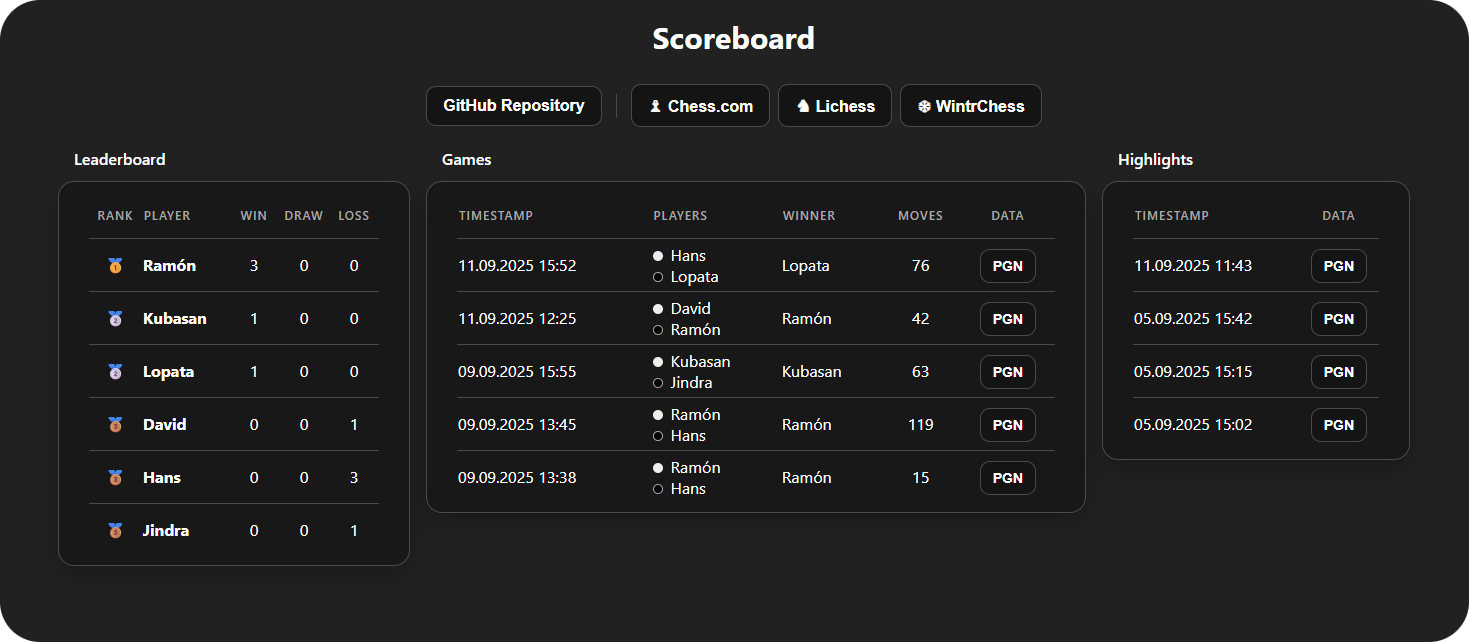 Scoreboard
GitHub Repository ♟ Chess.com ♞ Lichess ❄ WintrChess
Leaderboard
RANK PLAYER WIN DRAW LOSS
1 Ramón 3 0 0
2 Kubasan 1 0 0
2 Lopata 1 0 0
3 David 0 0 1
3 Hans 0 0 3
3 Jindra 0 0 1
Games
TIMESTAMP PLAYERS WINNER MOVES DATA
11.09.2025 15:52 Hans Lopata 76 PGN
Lopata
11.09.2025 12:25 David Ramón 42 PGN
Ramón
09.09.2025 15:55 Kubasan Kubasan 63 PGN
Jindra
09.09.2025 13:45 Ramón Ramón 119 PGN
Hans
09.09.2025 13:38 Ramón Ramón 15 PGN
Hans
Highlights
TIMESTAMP DATA
11.09.2025 11:43 PGN
05.09.2025 15:42 PGN
05.09.2025 15:15 PGN
05.09.2025 15:02 PGN